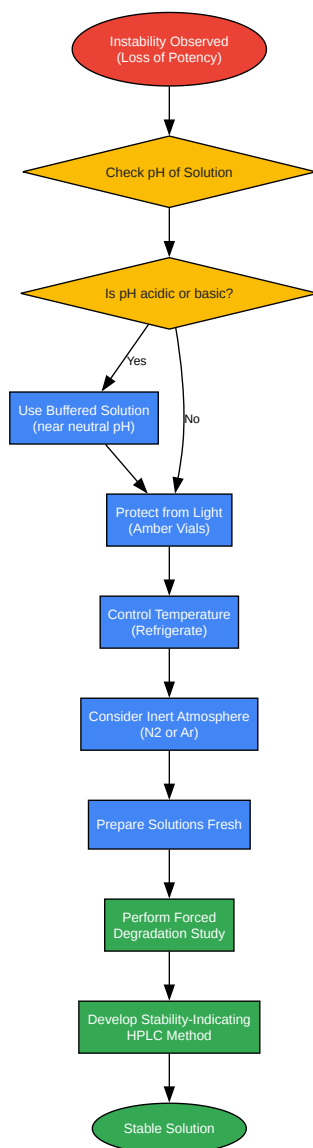 Instability Observed
(Loss of Potency)
Check pH of Solution
Is pH acidic or basic?
Yes
Use Buffered Solution
(near neutral pH)
No
Protect from Light
(Amber Vials)
Control Temperature
(Refrigerate)
Consider Inert Atmosphere
(N2 or Ar)
Prepare Solutions Fresh
Perform Forced
Degradation Study
Develop Stability-Indicating
HPLC Method
Stable Solution